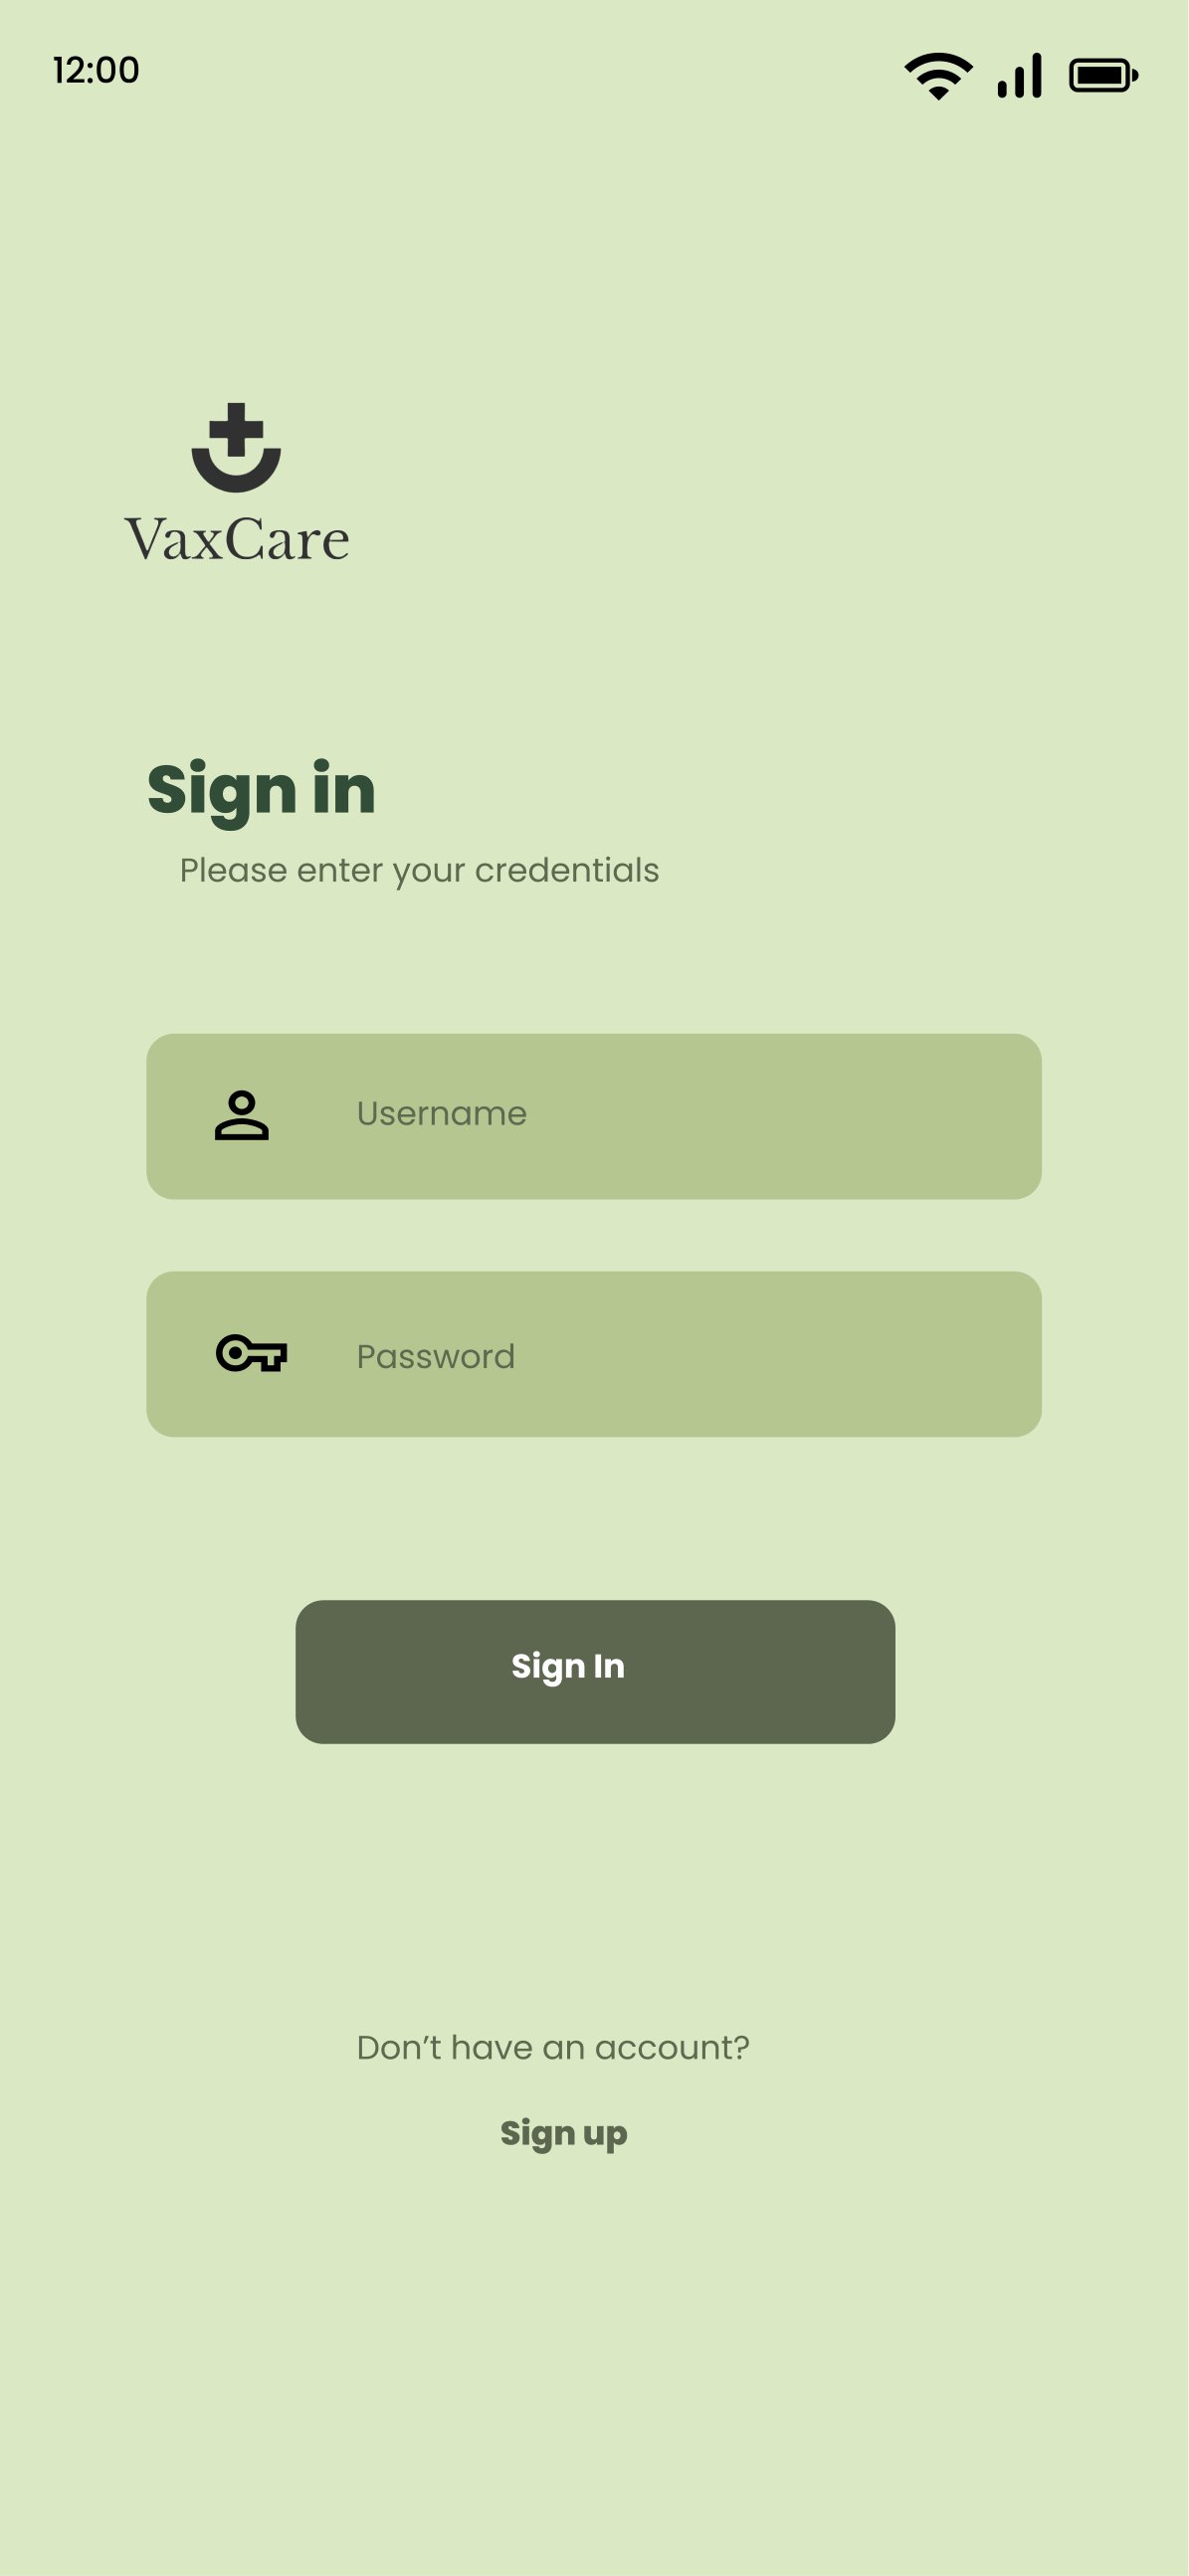 12:00
VaxCare
Sign in
Please enter your credentials
Username
Password
Sign In
Don’t have an account?
Sign up